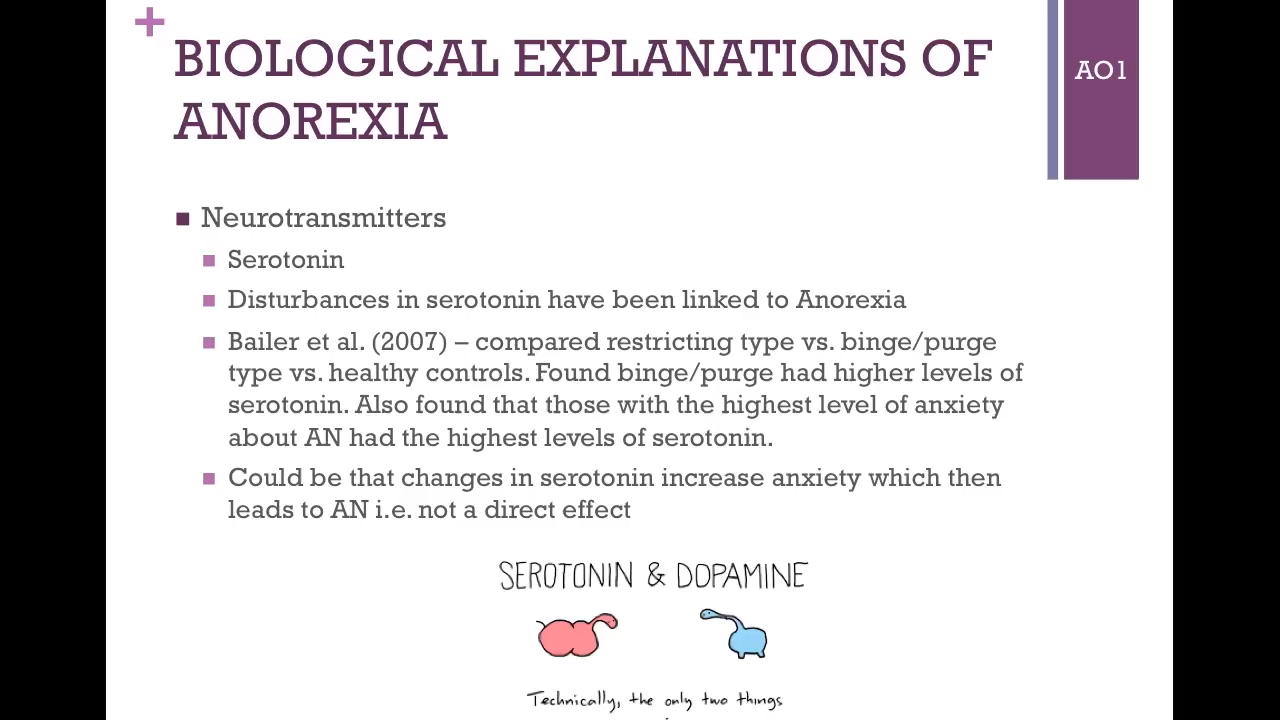 BIOLOGICAL EXPLANATIONS OF
ANOREXIA
AO1
Neurotransmitters
Serotonin
Disturbances in serotonin have been linked to Anorexia
Bailer et al. (2007) – compared restricting type vs. binge/purge
type vs. healthy controls. Found binge/purge had higher levels of
serotonin. Also found that those with the highest level of anxiety
about AN had the highest levels of serotonin.
Could be that changes in serotonin increase anxiety which then
leads to AN i.e. not a direct effect
SEROTONIN & DOPAMINE
Technically, the only two things